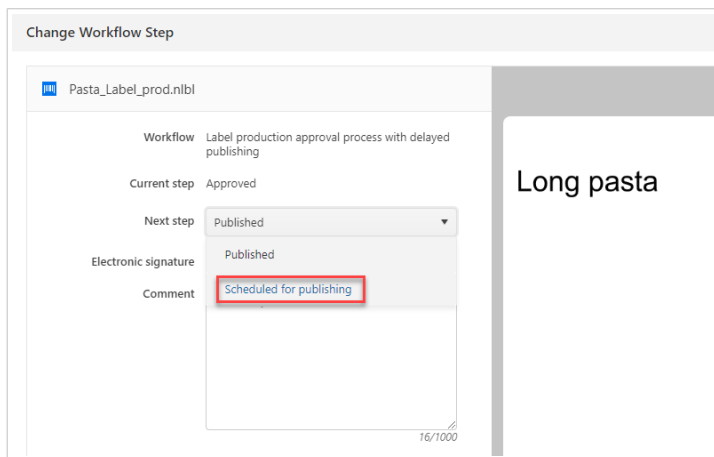 Change Workflow Step
Pasta_Label_prod.nlbl
Workflow Label production approval process with delayed
publishing
Current step Approved
Next step Published
Published
Electronic signature
Scheduled for publishing
Comment
16/1000
Long pasta